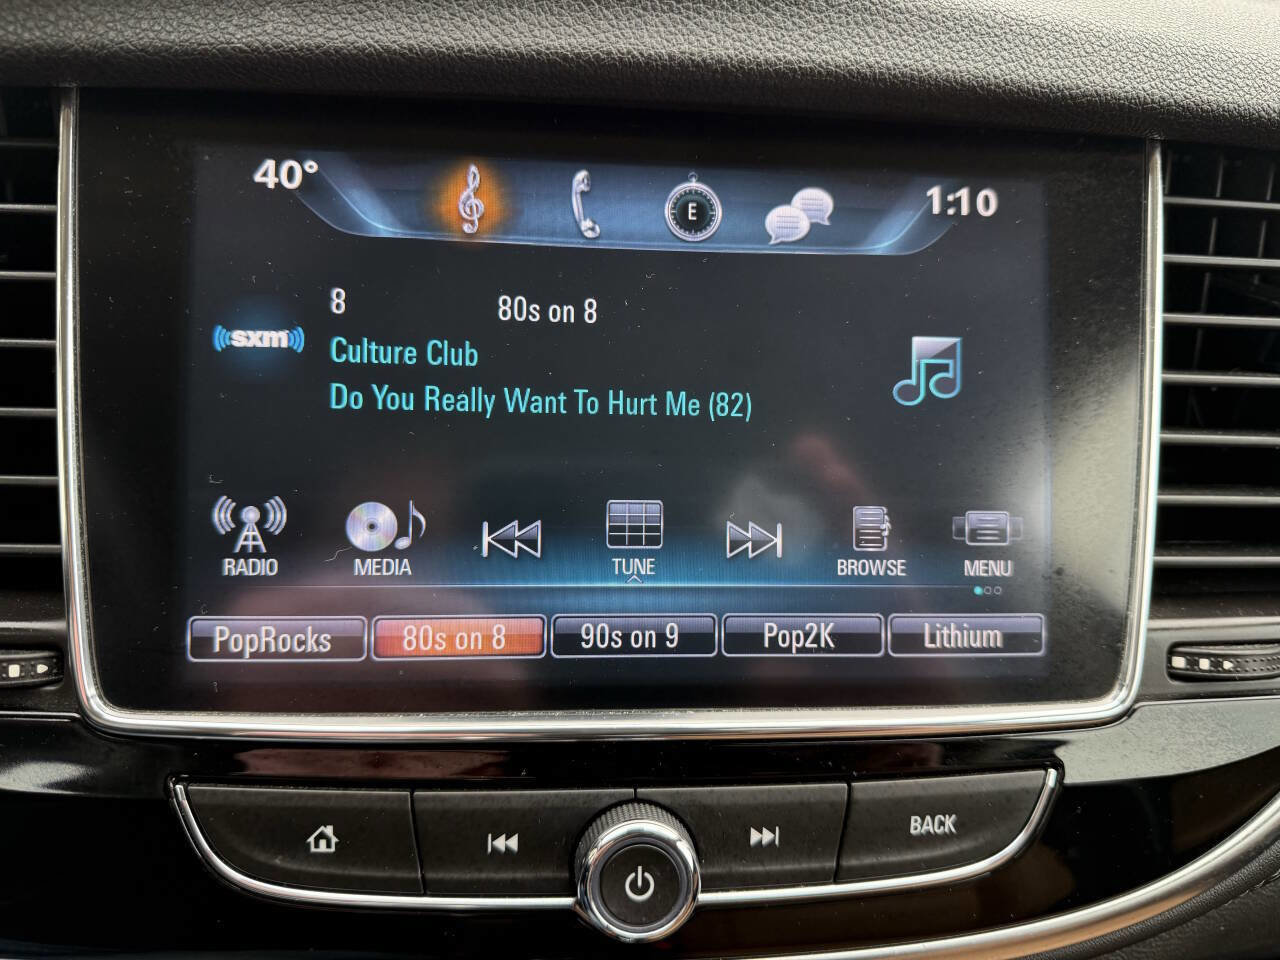 40°
E
1:10
8 80s on 8
((sxm))
Culture Club
Do You Really Want To Hurt Me (82)
RADIO MEDIA TUNE BROWSE MENU
PopRocks 80s on 8 90s on 9 Pop2K Lithium
BACK